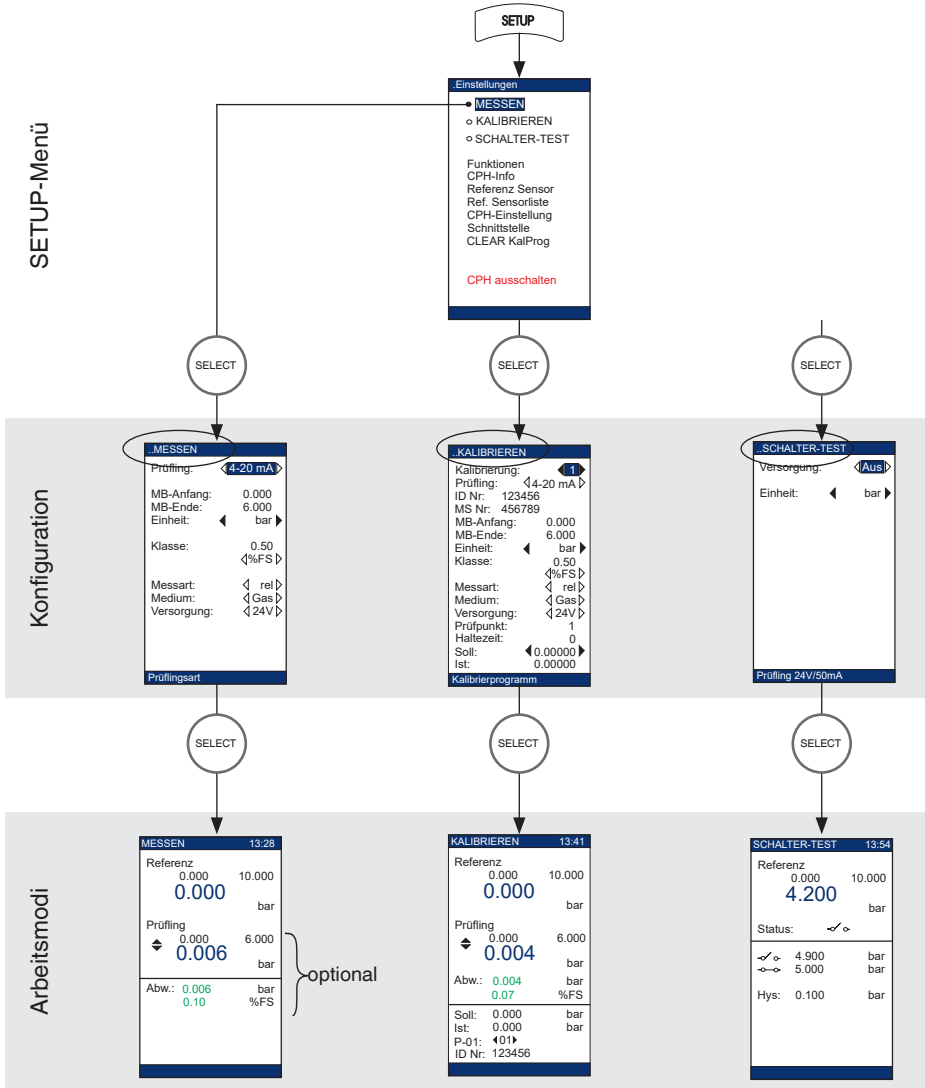 SETUP
SETUP-Menü
.Einstellungen
MESSEN
KALIBRIEREN
SCHALTER-TEST
Funktionen
CPH-Info
Referenz Sensor
Ref. Sensorliste
CPH-Einstellung
Schnittstelle
CLEAR KalProg
CPH ausschalten
SELECT
SELECT
SELECT
Konfiguration
..MESSEN
Prüfling: 4-20 mA
MB-Anfang: 0.000
MB-Ende: 6.000
Einheit: bar
Klasse: 0.50
%FS
Messart: rel
Medium: Gas
Versorgung: 24V
Prüflingsart
..KALIBRIEREN
Kalibrierung: 1
Prüfling: 4-20 mA
ID Nr: 123456
MS Nr: 456789
MB-Anfang: 0.000
MB-Ende: 6.000
Einheit: bar
Klasse: 0.50
%FS
Messart: rel
Medium: Gas
Versorgung: 24V
Prüfpunkt: 1
Haltezeit: 0
Soll: 0.00000
Ist: 0.00000
Kalibrierprogramm
..SCHALTER-TEST
Versorgung: Aus
Einheit: bar
Prüfling 24V/50mA
SELECT
SELECT
SELECT
Arbeitsmodi
MESSEN 13:28
Referenz
0.000 10.000
0.000
bar
Prüfling
0.000 6.000
0.006
bar
Abw.: 0.006 bar
0.10 %FS
optional
KALIBRIEREN 13:41
Referenz
0.000 10.000
0.000
bar
Prüfling
0.000 6.000
0.004
bar
Abw.: 0.004 bar
0.07 %FS
Soll: 0.000 bar
Ist: 0.000 bar
P-01: 01
ID Nr: 123456
SCHALTER-TEST 13:54
Referenz
0.000 10.000
4.200
bar
Status:
4.900 bar
5.000 bar
Hys: 0.100 bar